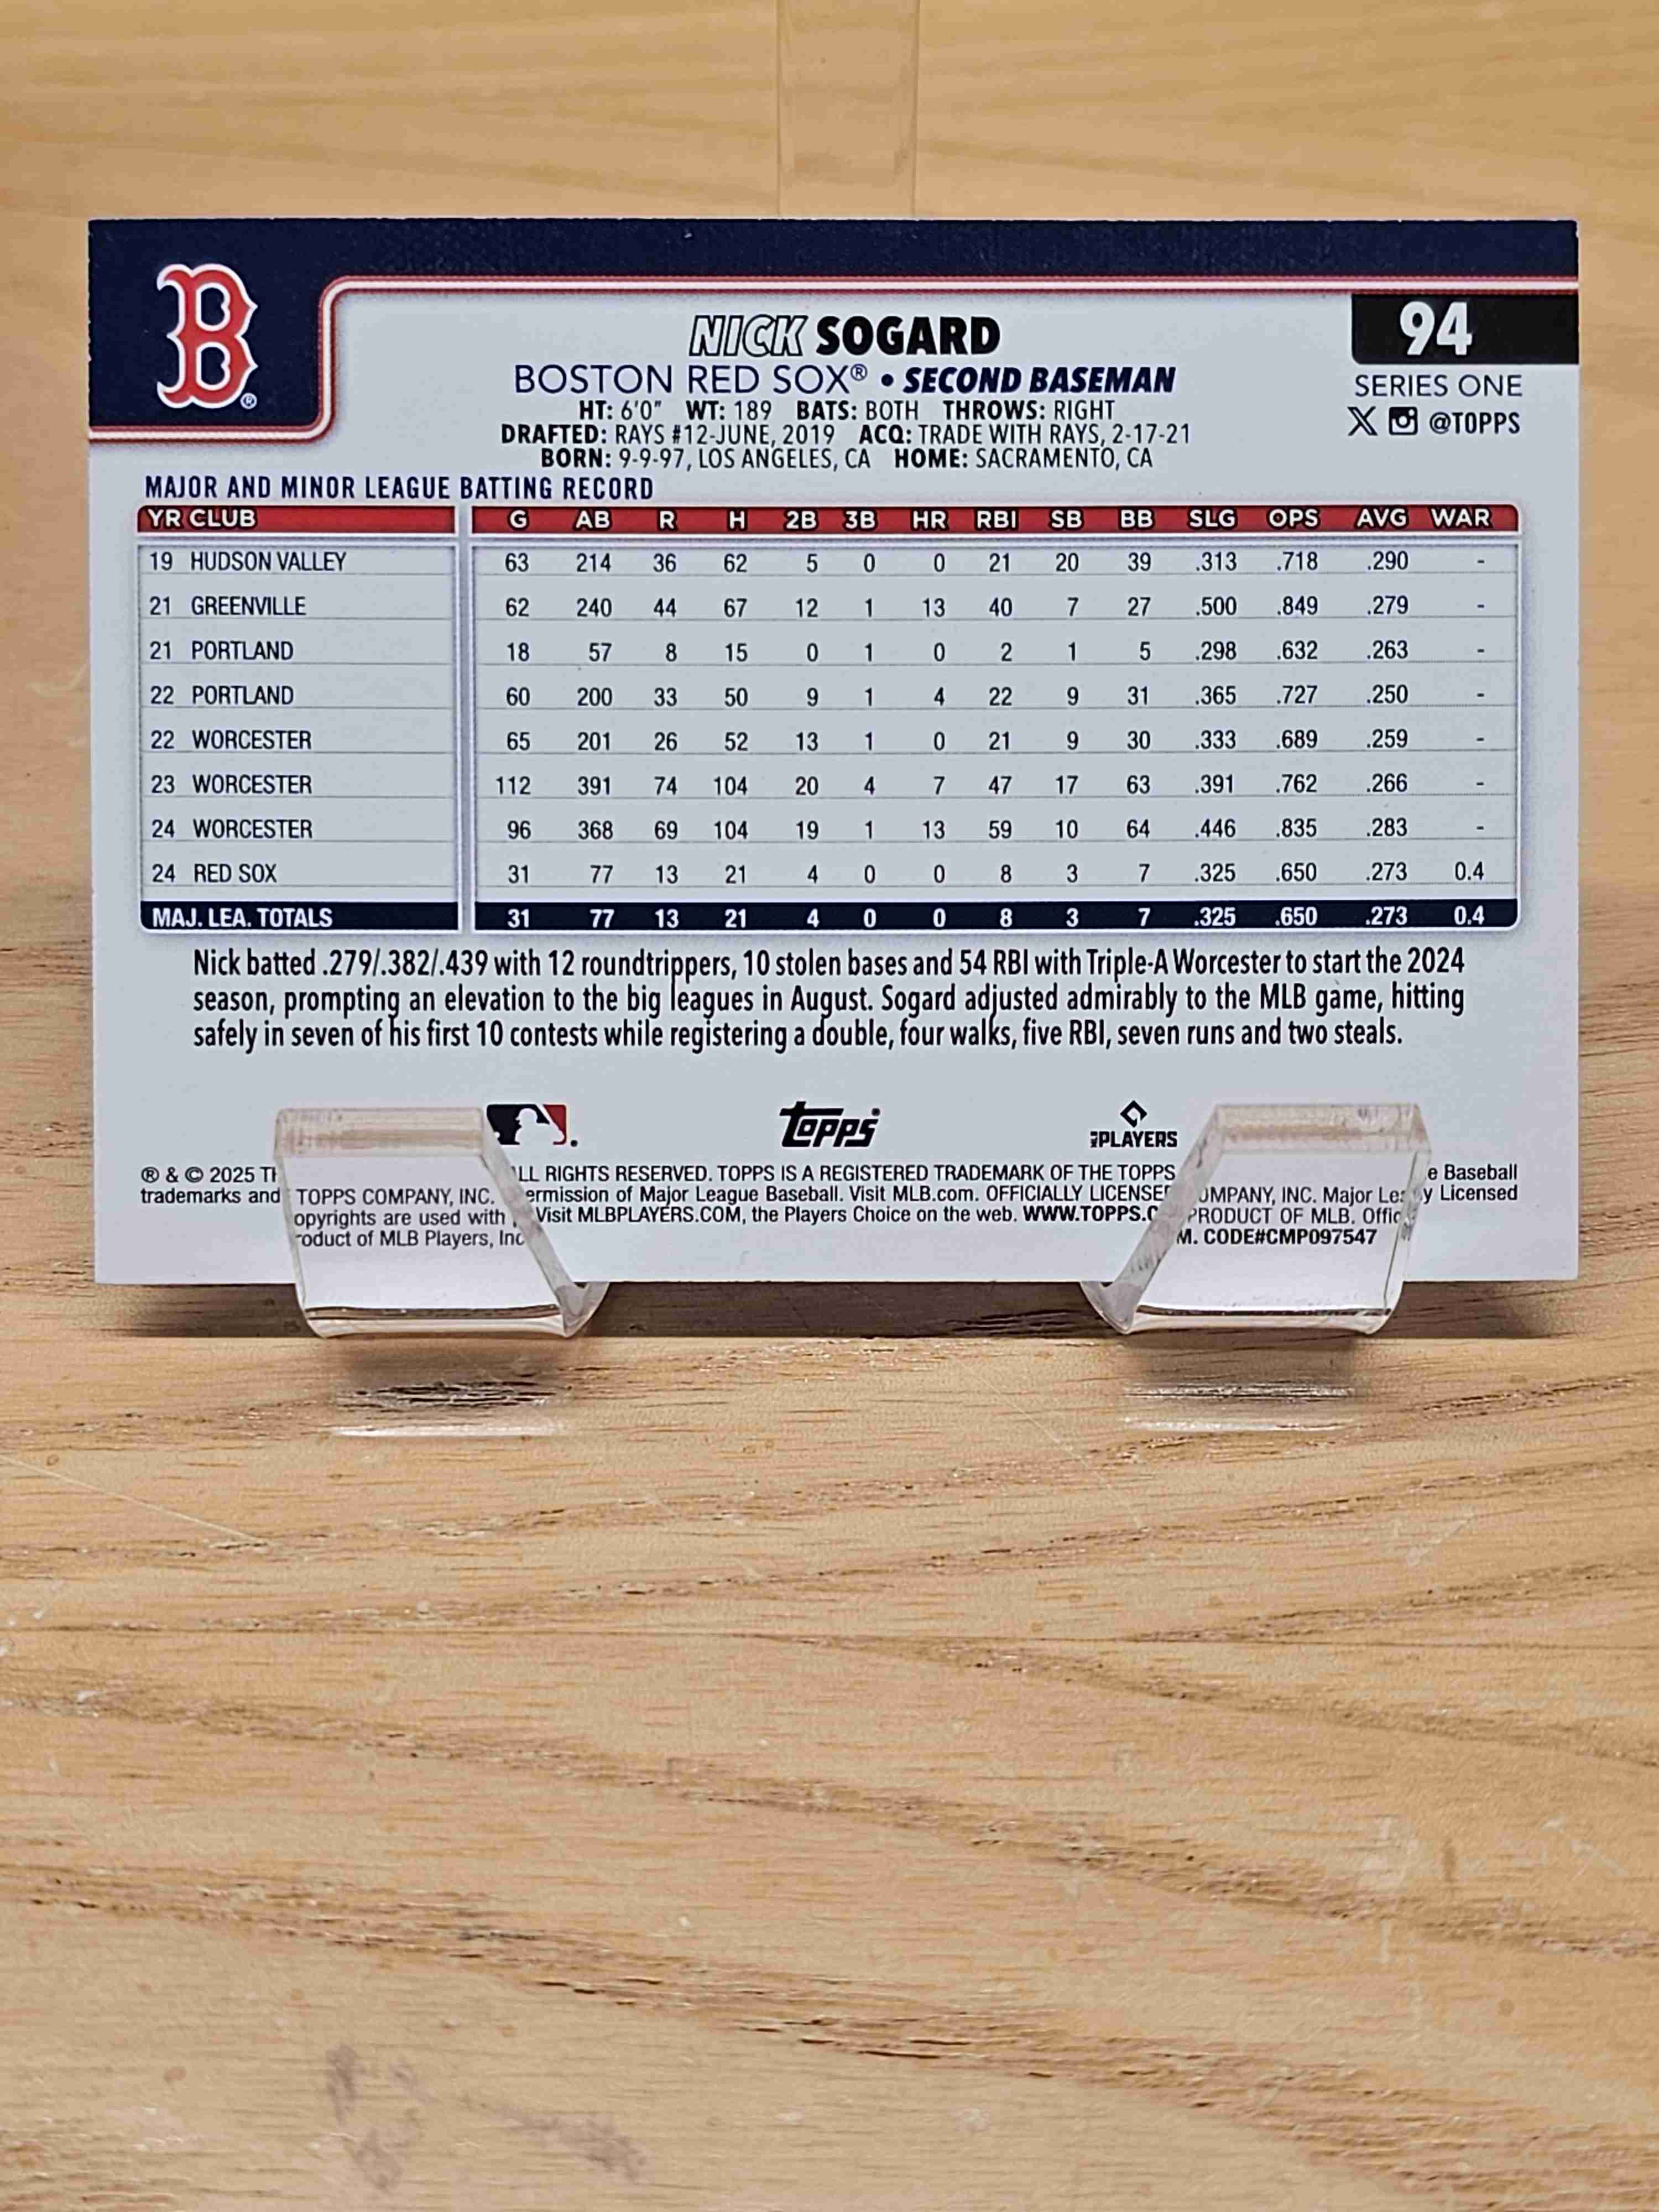 B®
NICK SOGARD
94
BOSTON RED SOX® • SECOND BASEMAN
SERIES ONE
HT: 6'0" WT: 189 BATS: BOTH THROWS: RIGHT
@TOPPS
DRAFTED: RAYS #12-JUNE, 2019 ACQ: TRADE WITH RAYS, 2-17-21
BORN: 9-9-97, LOS ANGELES, CA HOME: SACRAMENTO, CA
MAJOR AND MINOR LEAGUE BATTING RECORD
YR CLUB G AB R H 2B 3B HR RBI SB BB SLG OPS AVG WAR
19 HUDSON VALLEY 63 214 36 62 5 0 0 21 20 39 .313 .718 .290 -
21 GREENVILLE 62 240 44 67 12 1 13 40 7 27 .500 .849 .279 -
21 PORTLAND 18 57 8 15 0 1 0 2 1 5 .298 .632 .263 -
22 PORTLAND 60 200 33 50 9 1 4 22 9 31 .365 .727 .250 -
22 WORCESTER 65 201 26 52 13 1 0 21 9 30 .333 .689 .259 -
23 WORCESTER 112 391 74 104 20 4 7 47 17 63 .391 .762 .266 -
24 WORCESTER 96 368 69 104 19 1 13 59 10 64 .446 .835 .283 -
24 RED SOX 31 77 13 21 4 0 0 8 3 7 .325 .650 .273 0.4
MAJ. LEA. TOTALS 31 77 13 21 4 0 0 8 3 7 .325 .650 .273 0.4
Nick batted .279/.382/.439 with 12 roundtrippers, 10 stolen bases and 54 RBI with Triple-A Worcester to start the 2024
season, prompting an elevation to the big leagues in August. Sogard adjusted admirably to the MLB game, hitting
safely in seven of his first 10 contests while registering a double, four walks, five RBI, seven runs and two steals.
Topps PLAYERS
® & © 2025 TOPPS COMPANY, INC. ALL RIGHTS RESERVED. TOPPS IS A REGISTERED TRADEMARK OF THE TOPPS COMPANY, INC. Major League Baseball
trademarks and copyrights are used with permission of Major League Baseball. Visit MLB.com. OFFICIALLY LICENSED PRODUCT OF MLB. Officially Licensed
Product of MLB Players, Inc. Visit MLBPLAYERS.COM, the Players Choice on the web. WWW.TOPPS.COM. CODE#CMP097547